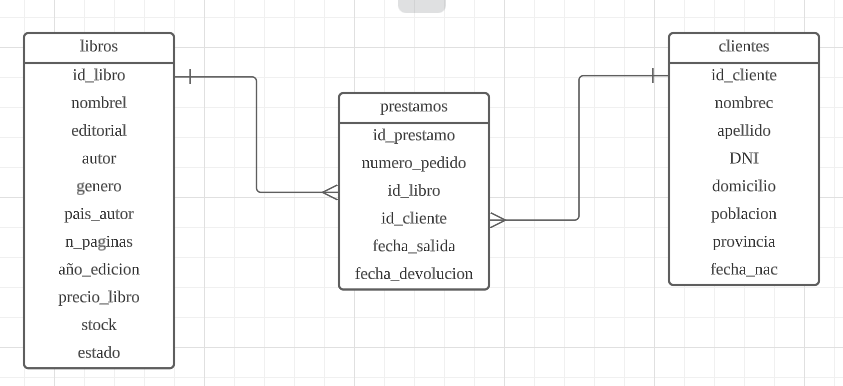 libros
id_libro
nombrel
editorial
autor
genero
pais_autor
n_paginas
año_edicion
precio_libro
stock
estado
prestamos
id_prestamo
numero_pedido
id_libro
id_cliente
fecha_salida
fecha_devolucion
clientes
id_cliente
nombrec
apellido
DNI
domicilio
poblacion
provincia
fecha_nac